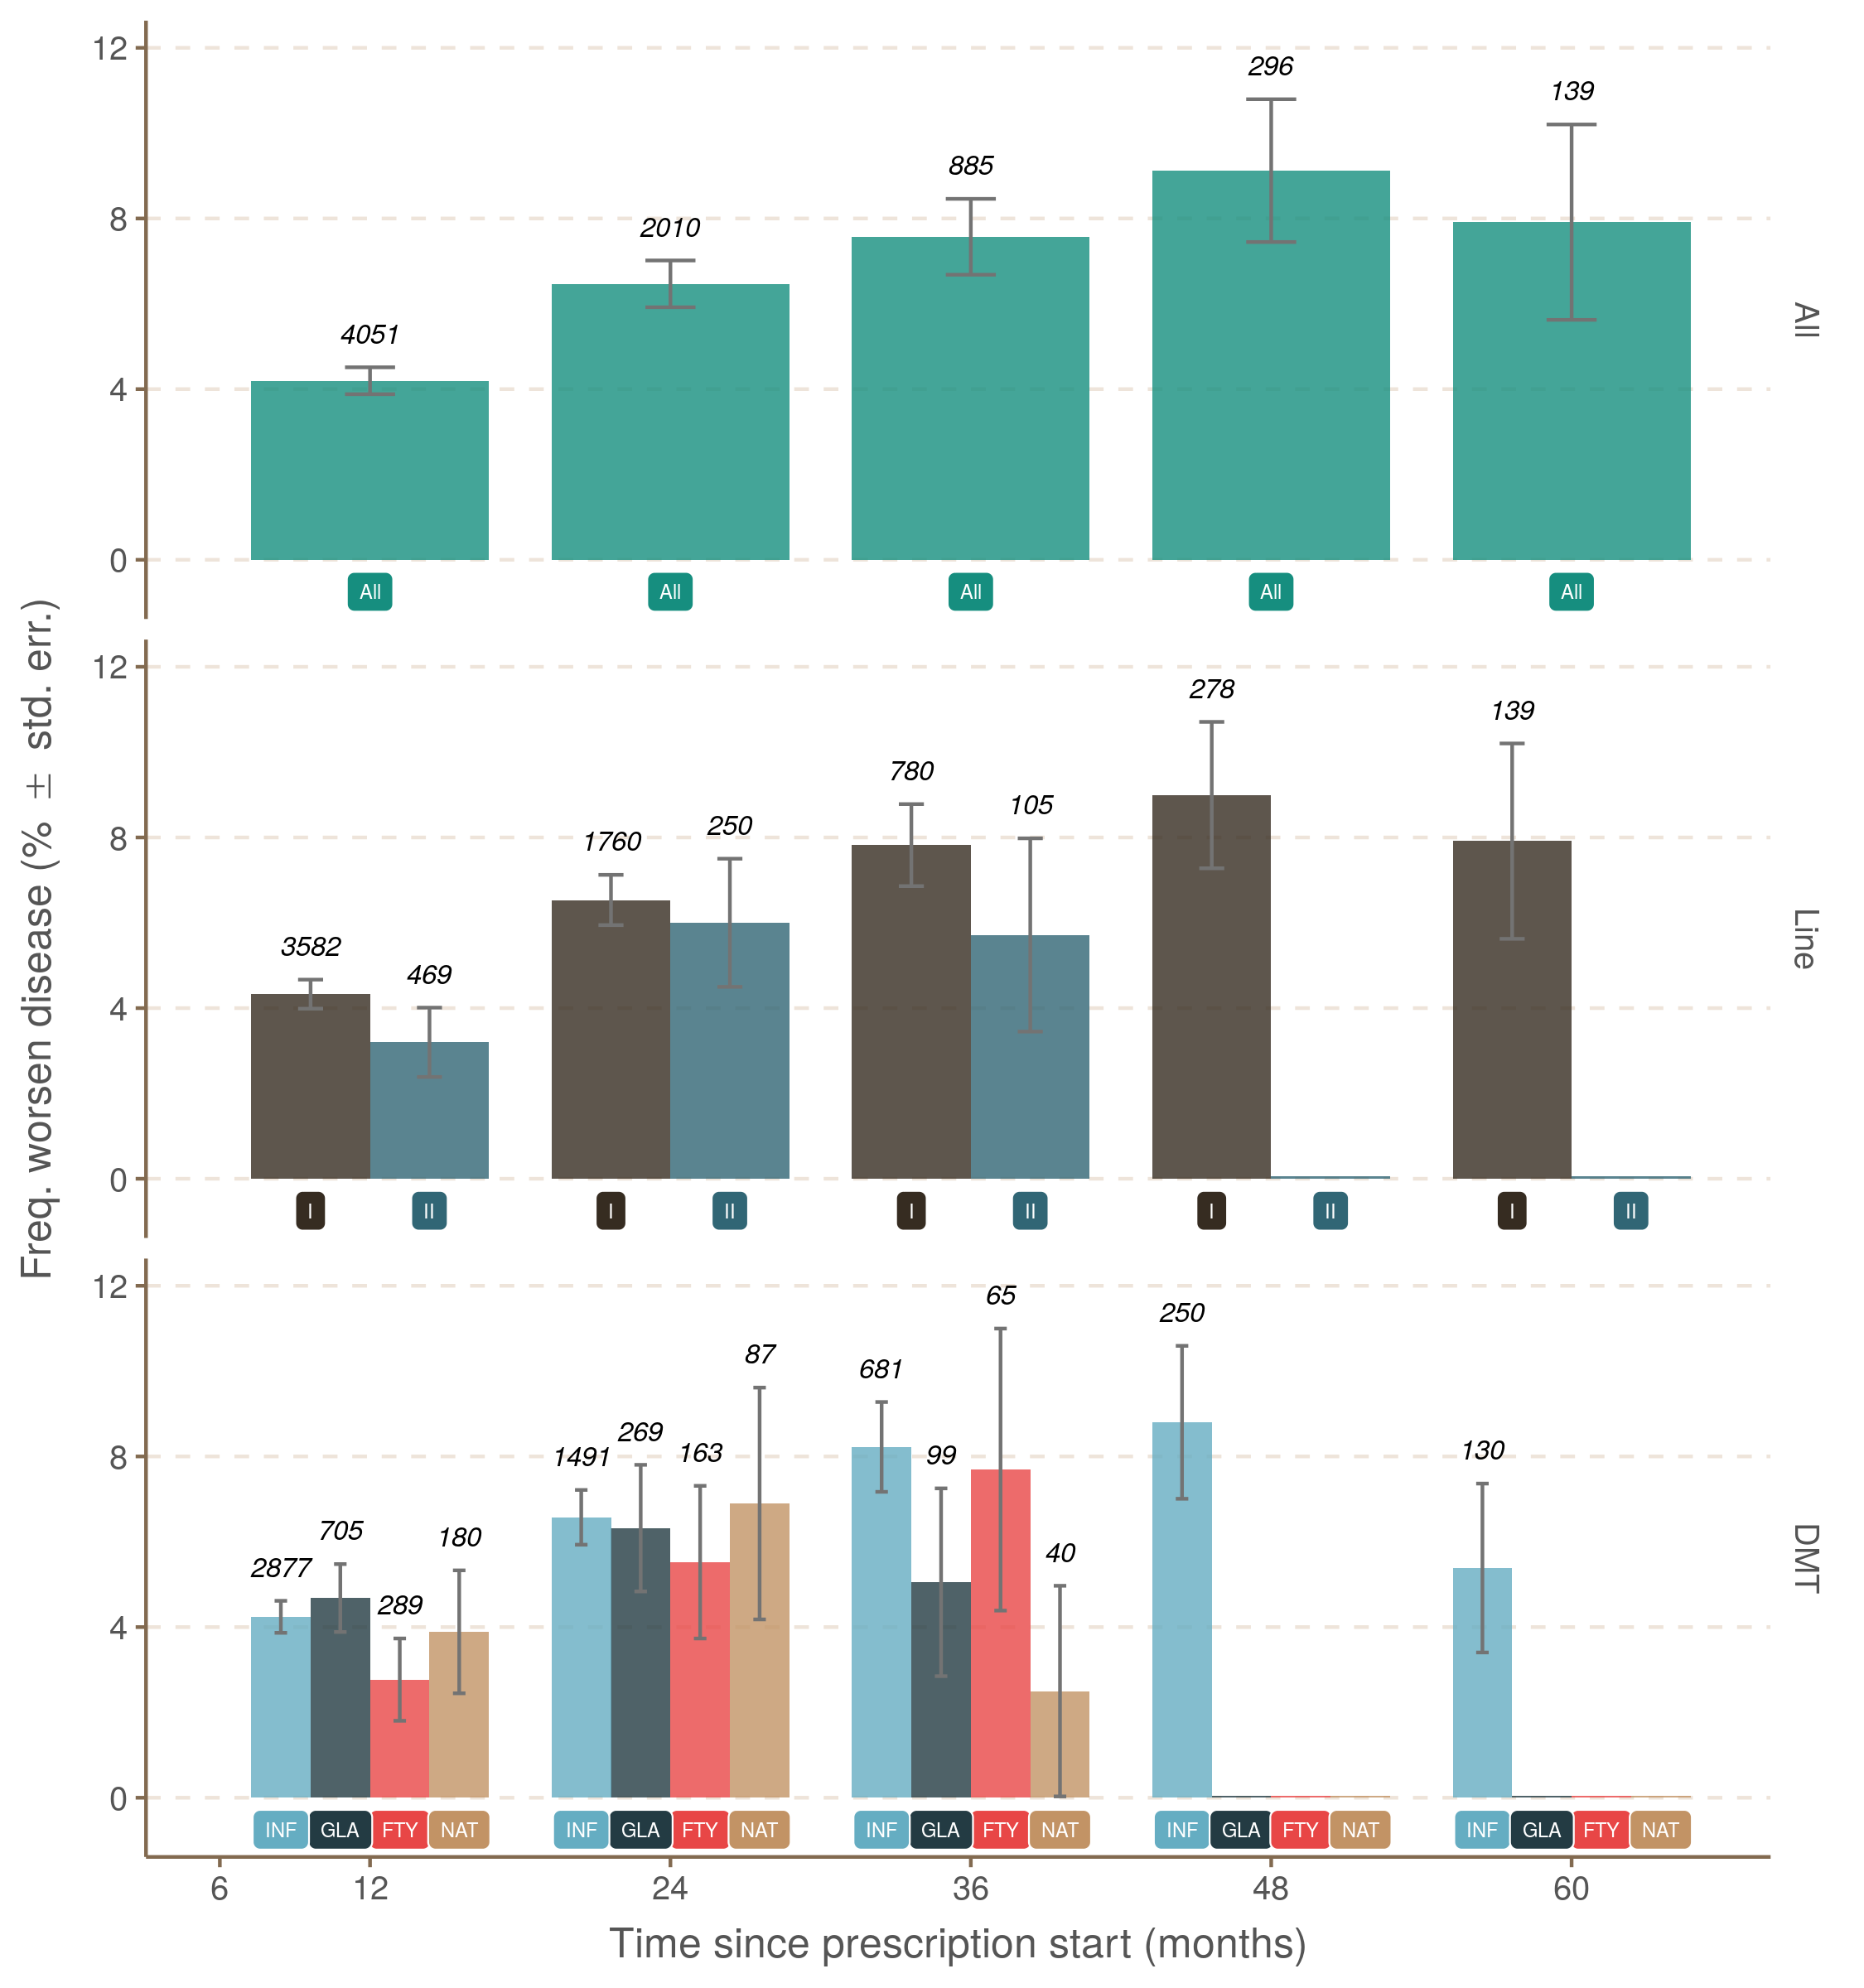 Freq. worsen disease (% ± std. err.)
12
8
4
0
4051
2010
885
296
139
All
All
All
All
All
All
12
8
4
0
3582
469
1760
250
780
105
278
139
I
II
I
II
I
II
I
II
I
II
Line
12
8
4
0
2877
705
289
180
1491
269
163
87
681
99
65
40
250
130
INF GLA FTY NAT
INF GLA FTY NAT
INF GLA FTY NAT
INF GLA FTY NAT
INF GLA FTY NAT
DMT
6 12 24 36 48 60
Time since prescription start (months)